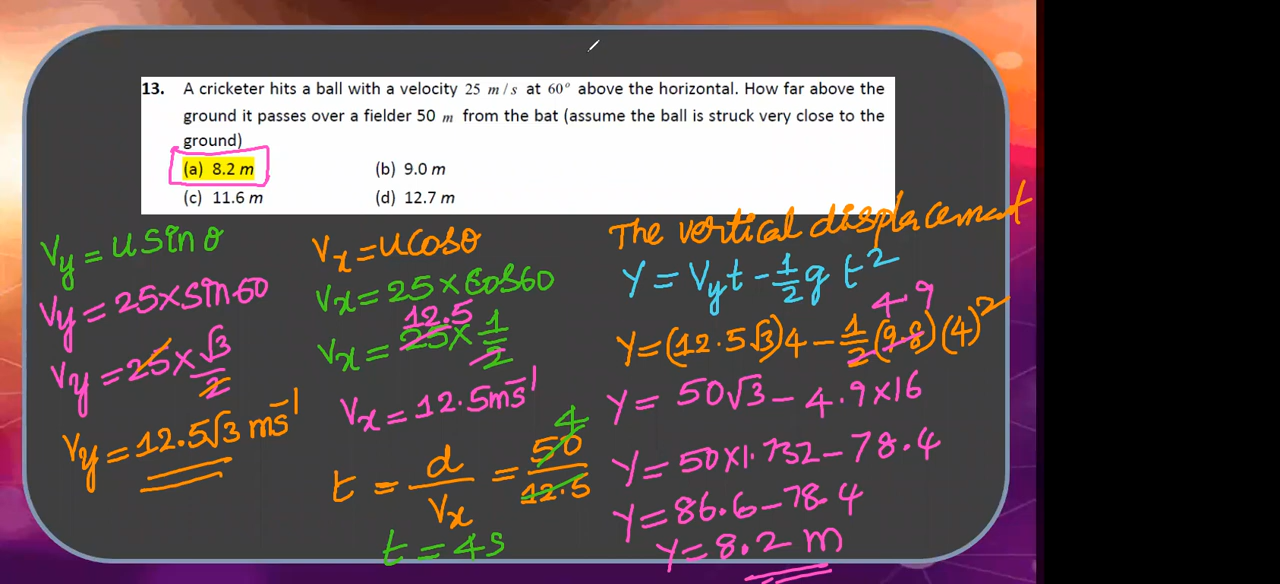 13. A cricketer hits a ball with a velocity 25 m/s at 60° above the horizontal. How far above the
ground it passes over a fielder 50 m from the bat (assume the ball is struck very close to the
ground)
(a) 8.2 m (b) 9.0 m
(c) 11.6 m (d) 12.7 m
Vy = u sin θ
Vy = 25 × sin 60
Vy = 25 × √3/2
Vy = 12.5√3 ms⁻¹
Vx = u cos θ
Vx = 25 × Cos 60
12.5
Vx = 25 × 1/2
Vx = 12.5 ms⁻¹
4
t = d/Vx = 50/12.5
t = 4s
The vertical displacement
Y = Vyt - 1/2 g t²
4.9
Y = (12.5√3)4 - 1/2 (9.8) (4)²
Y = 50√3 - 4.9 × 16
Y = 50 × 1.732 - 78.4
Y = 86.6 - 78.4
Y = 8.2 m